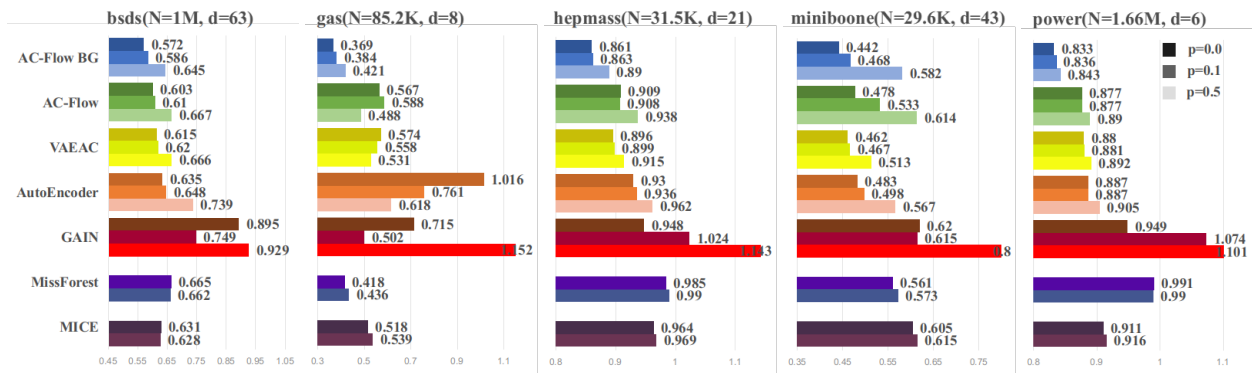 bsds(N=1M, d=63) gas(N=85.2K, d=8) hepmass(N=31.5K, d=21) miniboone(N=29.6K, d=43) power(N=1.66M, d=6)
0.572 0.369 0.861 0.442 0.833
AC-Flow BG 0.586 0.384 0.863 0.468 0.836 p=0.0
0.645 0.421 0.89 0.582 0.843
p=0.1
0.603 0.567 0.909 0.478 0.877
AC-Flow 0.61 0.588 0.908 0.533 0.877 p=0.5
0.667 0.488 0.938 0.614 0.89
0.615 0.574 0.896 0.462 0.88
VAEAC 0.62 0.558 0.899 0.467 0.881
0.666 0.531 0.915 0.513 0.892
0.635 1.016 0.93 0.483 0.887
AutoEncoder 0.648 0.761 0.936 0.498 0.887
0.739 0.618 0.962 0.567 0.905
0.895 0.715 0.948 0.62 0.949
GAIN 0.749 0.502 1.024 0.615 1.074
0.929 1.152 1.143 0.8 1.101
0.665 0.418 0.985 0.561 0.991
MissForest 0.662 0.436 0.99 0.573 0.99
0.631 0.518 0.964 0.605 0.911
MICE 0.628 0.539 0.969 0.615 0.916
0.45 0.55 0.65 0.75 0.85 0.95 1.05 0.3 0.5 0.7 0.9 1.1 0.8 0.9 1 1.1 0.35 0.45 0.55 0.65 0.75 0.8 0.9 1 1.1